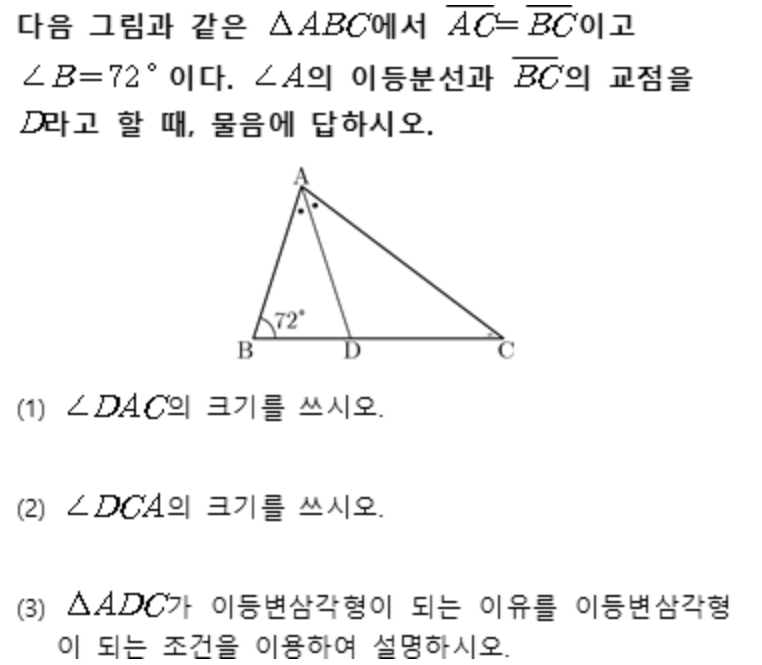 다음 그림과 같은 △ABC에서 \overline{AC}=\overline{BC}이고
∠B=72°이다. ∠A의 이등분선과 \overline{BC}의 교점을
D라고 할 때, 물음에 답하시오.
A
72°
B D C
(1) ∠DAC의 크기를 쓰시오.
(2) ∠DCA의 크기를 쓰시오.
(3) △ADC가 이등변삼각형이 되는 이유를 이등변삼각형
이 되는 조건을 이용하여 설명하시오.